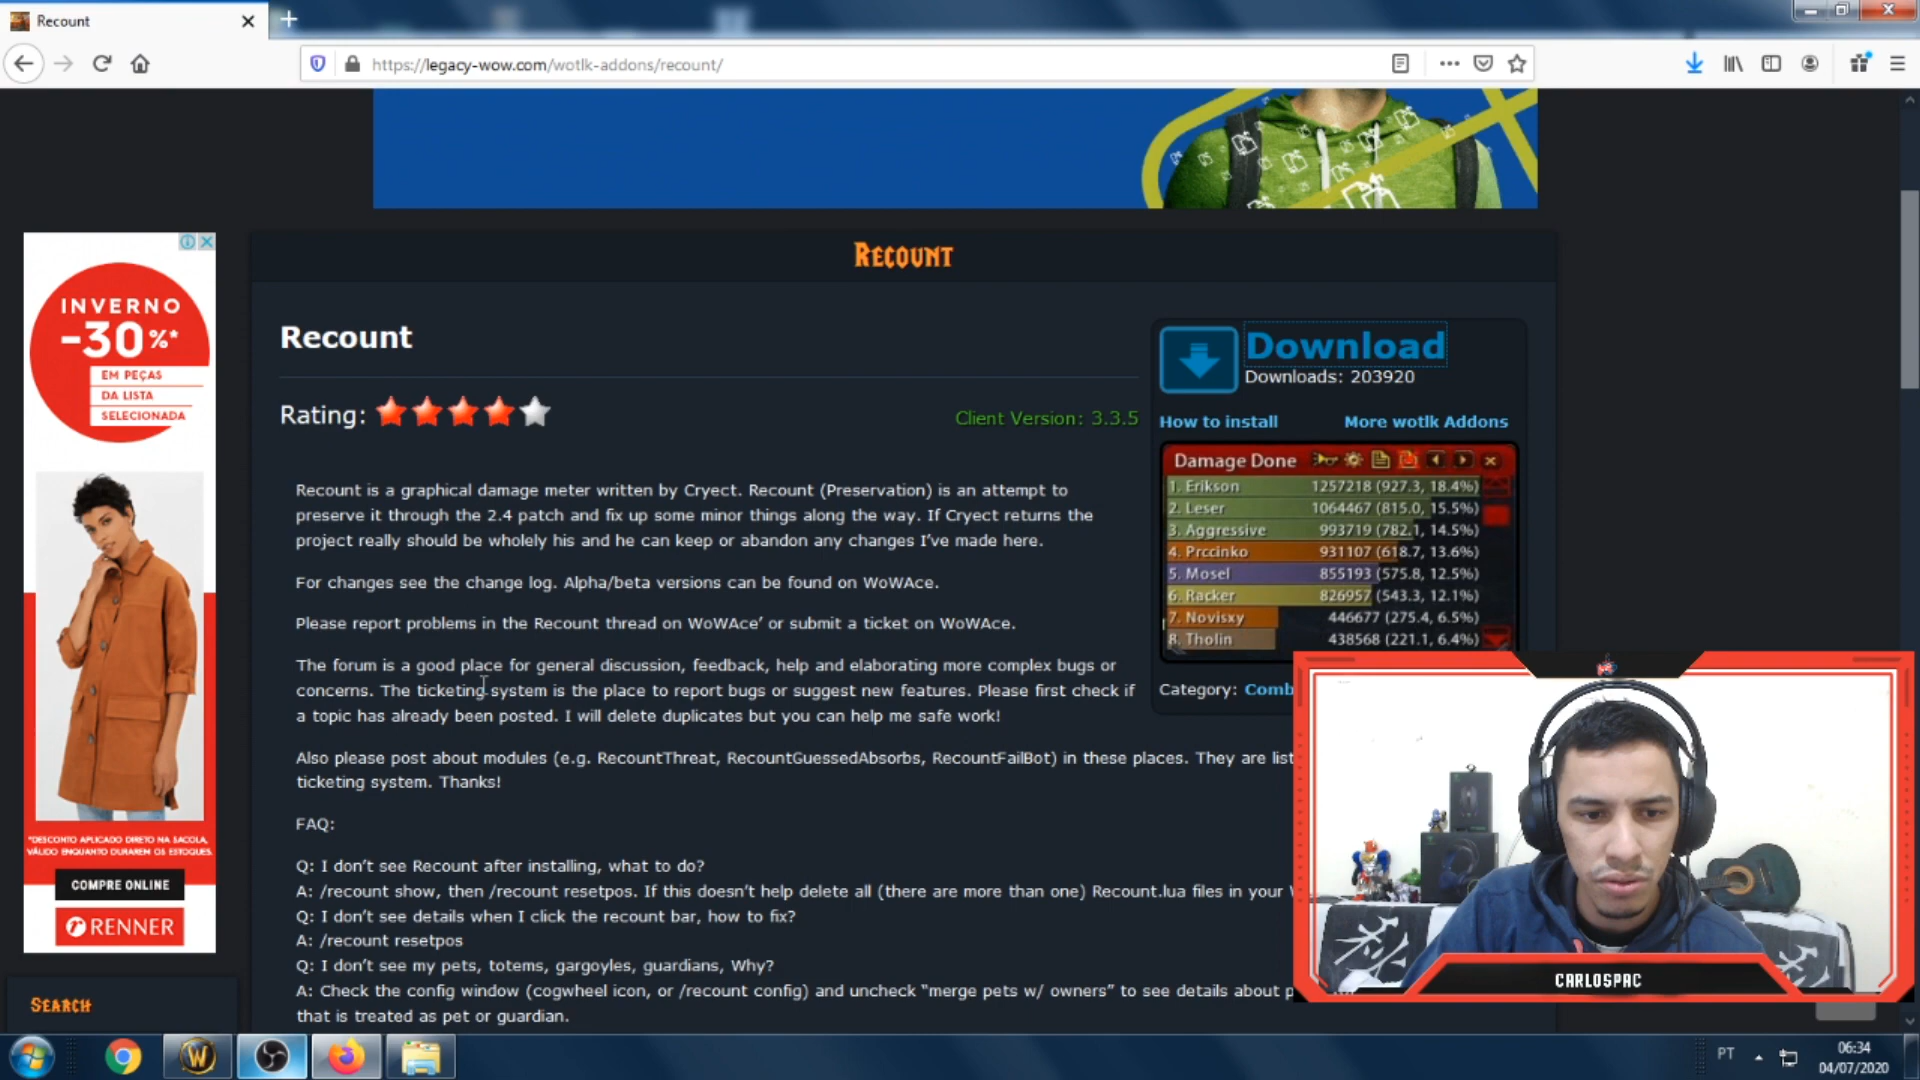 Recount
https://legacy-wow.com/wotlk-addons/recount/
INVERNO
-30%*
EM PEÇAS
DA LISTA
SELECIONADA
*DESCONTO APLICADO DIRETO NA SACOLA,
VÁLIDO ENQUANTO DURAREM OS ESTOQUES.
COMPRE ONLINE
RENNER
SEARCH
RECOUNT
Recount
Rating:
Client Version: 3.3.5
Download
Downloads: 203920
How to install
More wotlk Addons
Damage Done
1. Erikson 1257218 (927.3, 18.4%)
2. Leser 1064467 (815.0, 15.5%)
3. Aggressive 993719 (782.1, 14.5%)
4. Prccinko 931107 (618.7, 13.6%)
5. Mosel 855193 (575.8, 12.5%)
6. Racker 826957 (543.3, 12.1%)
7. Novisxy 446677 (275.4, 6.5%)
8. Tholin 438568 (221.1, 6.4%)
Category: Comb
Recount is a graphical damage meter written by Cryect. Recount (Preservation) is an attempt to
preserve it through the 2.4 patch and fix up some minor things along the way. If Cryect returns the
project really should be wholely his and he can keep or abandon any changes I've made here.
For changes see the change log. Alpha/beta versions can be found on WoWAce.
Please report problems in the Recount thread on WoWAce' or submit a ticket on WoWAce.
The forum is a good place for general discussion, feedback, help and elaborating more complex bugs or
concerns. The ticketing system is the place to report bugs or suggest new features. Please first check if
a topic has already been posted. I will delete duplicates but you can help me safe work!
Also please post about modules (e.g. RecountThreat, RecountGuessedAbsorbs, RecountFailBot) in these places. They are list
ticketing system. Thanks!
FAQ:
Q: I don't see Recount after installing, what to do?
A: /recount show, then /recount resetpos. If this doesn't help delete all (there are more than one) Recount.lua files in your
Q: I don't see details when I click the recount bar, how to fix?
A: /recount resetpos
Q: I don't see my pets, totems, gargoyles, guardians, Why?
A: Check the config window (cogwheel icon, or /recount config) and uncheck "merge pets w/ owners" to see details about p
that is treated as pet or guardian.
CARLOSPAC
PT
06:34
04/07/2020